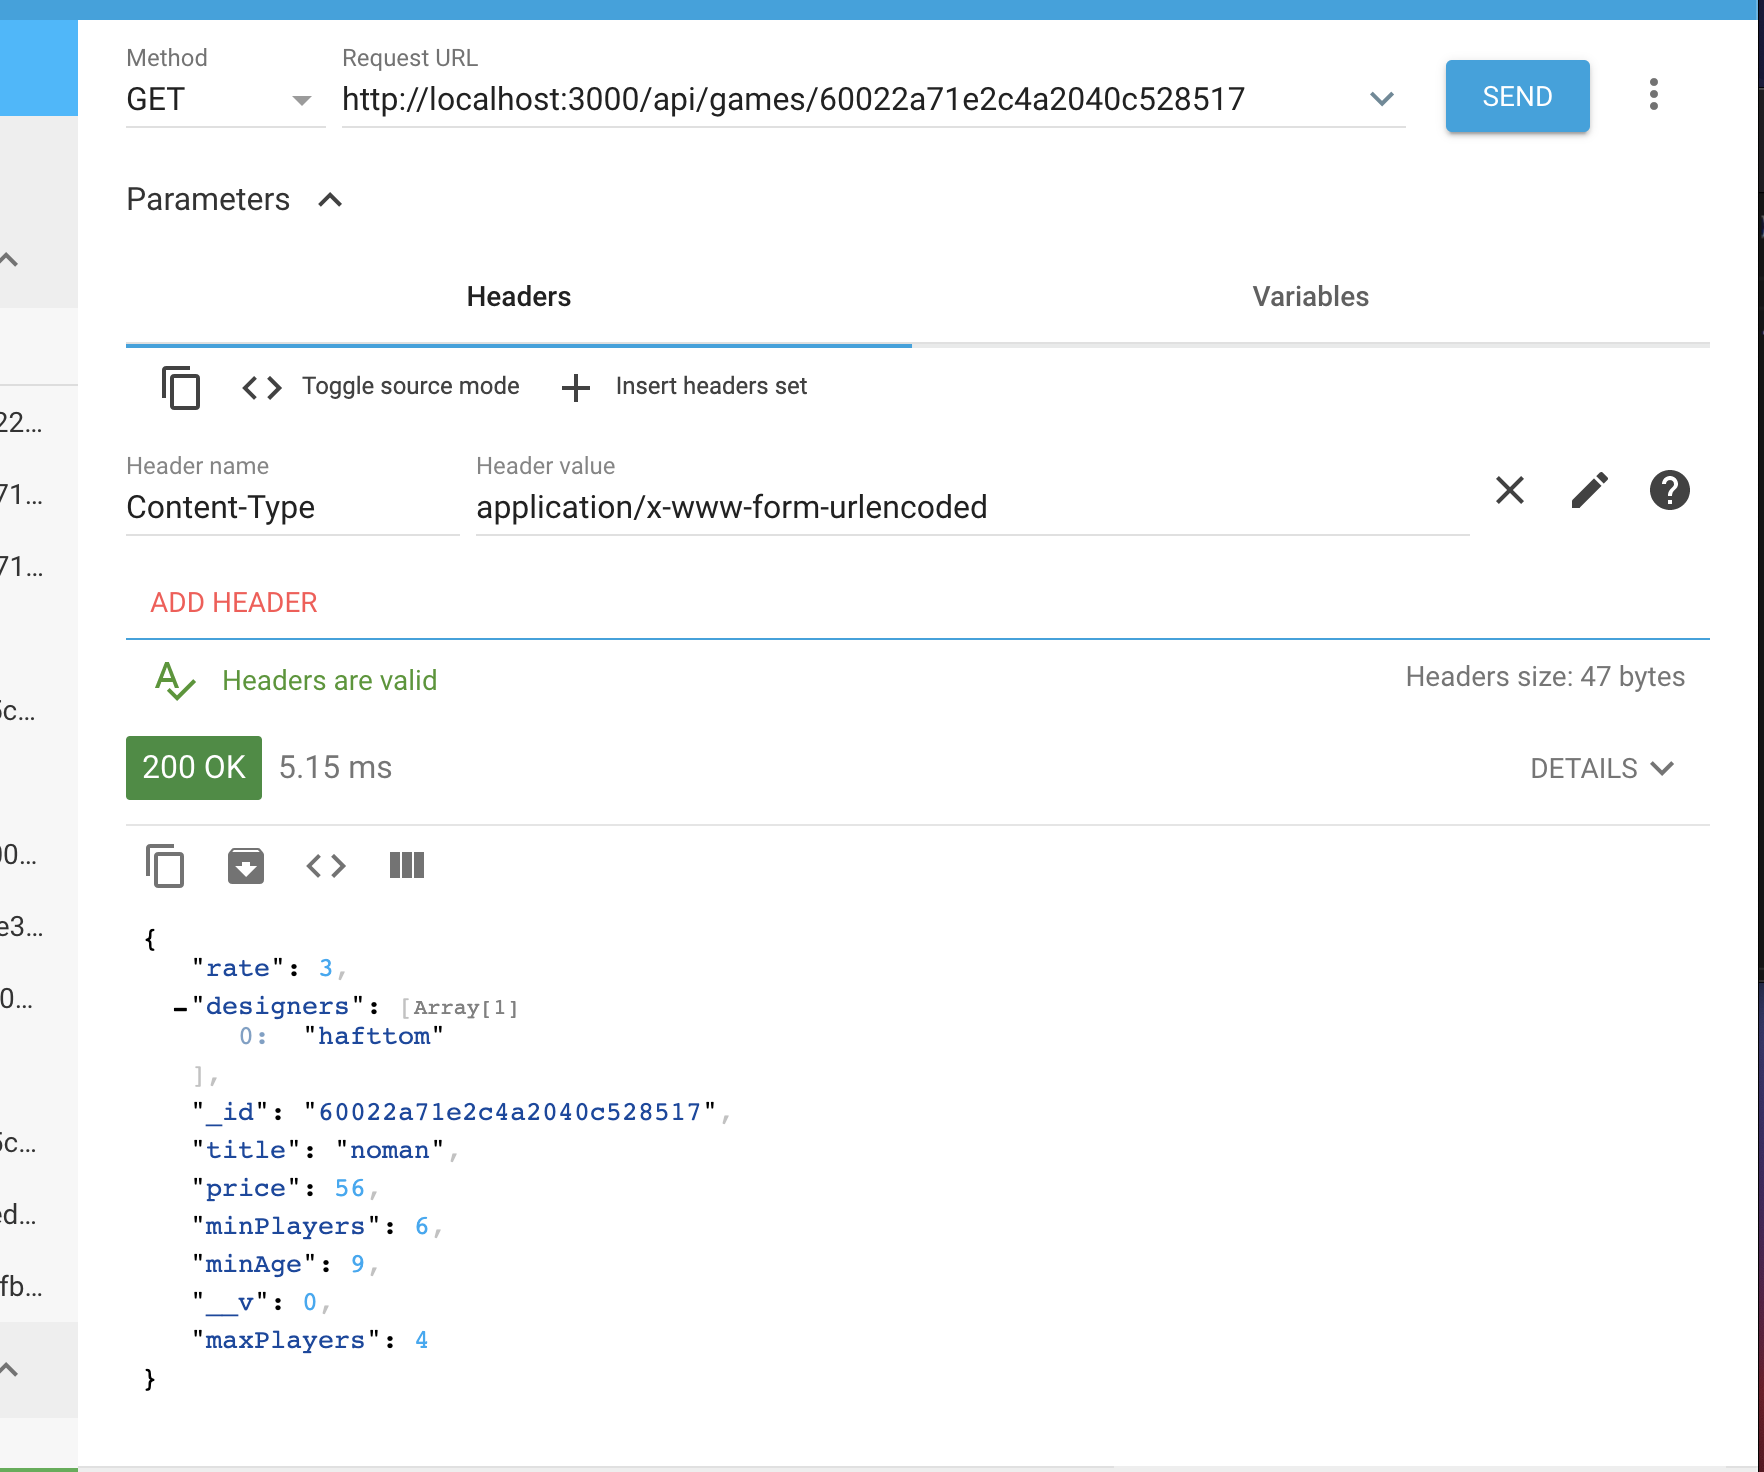 Method
Request URL
GET
http://localhost:3000/api/games/60022a71e2c4a2040c528517
SEND
Parameters
Headers
Variables
Toggle source mode
Insert headers set
Header name
Header value
Content-Type
application/x-www-form-urlencoded
ADD HEADER
Headers are valid
Headers size: 47 bytes
200 OK
5.15 ms
DETAILS
{
"rate": 3,
"designers": [Array[1]
0: "hafttom"
],
"_id": "60022a71e2c4a2040c528517",
"title": "noman",
"price": 56,
"minPlayers": 6,
"minAge": 9,
"__v": 0,
"maxPlayers": 4
}
22...
71...
71...
00...
e3...
0...
fb...